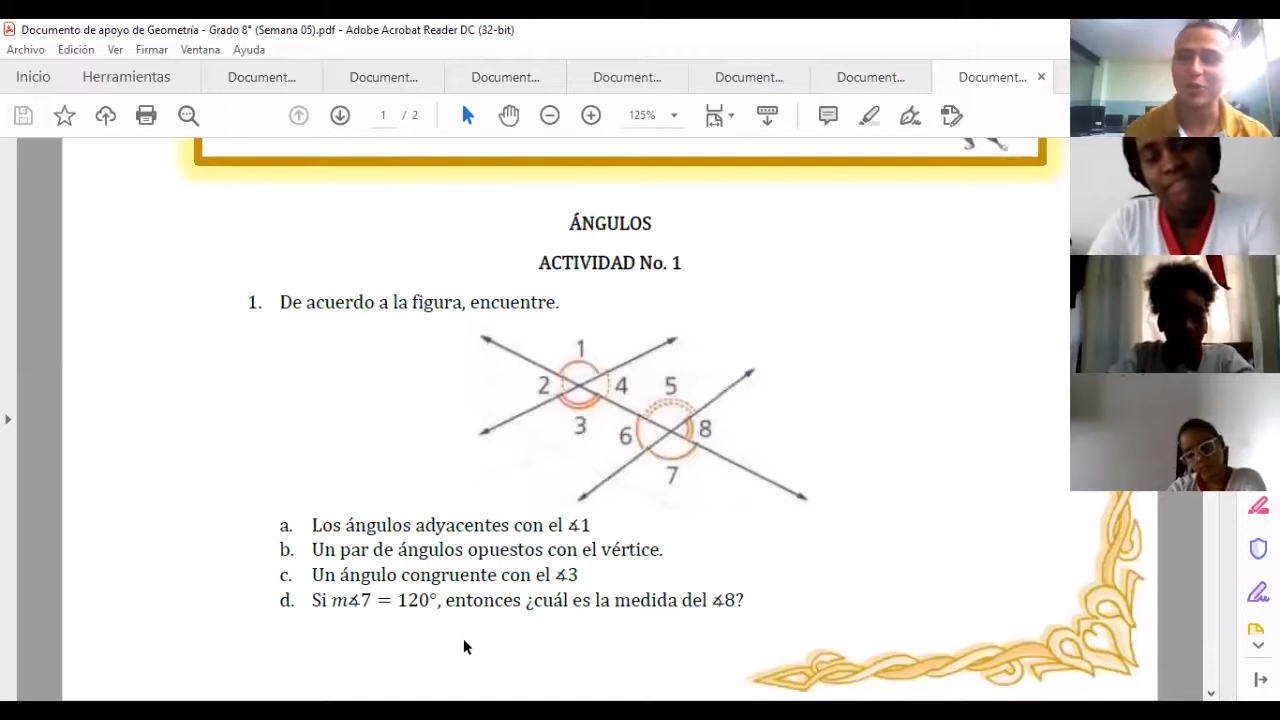 Documento de apoyo de Geometría - Grado 8° (Semana 05).pdf - Adobe Acrobat Reader DC (32-bit)
Archivo Edición Ver Firmar Ventana Ayuda
Inicio Herramientas Document... Document... Document... Document... Document... Document... Document... ×
1 / 2 125%
ÁNGULOS
ACTIVIDAD No. 1
1. De acuerdo a la figura, encuentre.
1
2 4 5
3 6 8
7
a. Los ángulos adyacentes con el ∡1
b. Un par de ángulos opuestos con el vértice.
c. Un ángulo congruente con el ∡3
d. Si m∡7 = 120°, entonces ¿cuál es la medida del ∡8?